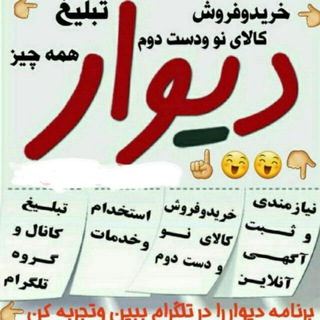 خریدوفروش تبلیغ
کالای نو ودست دوم
همه چیز
دیوار
نیازمندی
و ثبت
آگهی
آنلاین
خریدوفروش
کالای نو
و دست دوم
استخدام
وخدمات
تبلیغ
کانال و
گروه
تلگرام
برنامه دیوار را در تلگرام ببین وتجربه کن